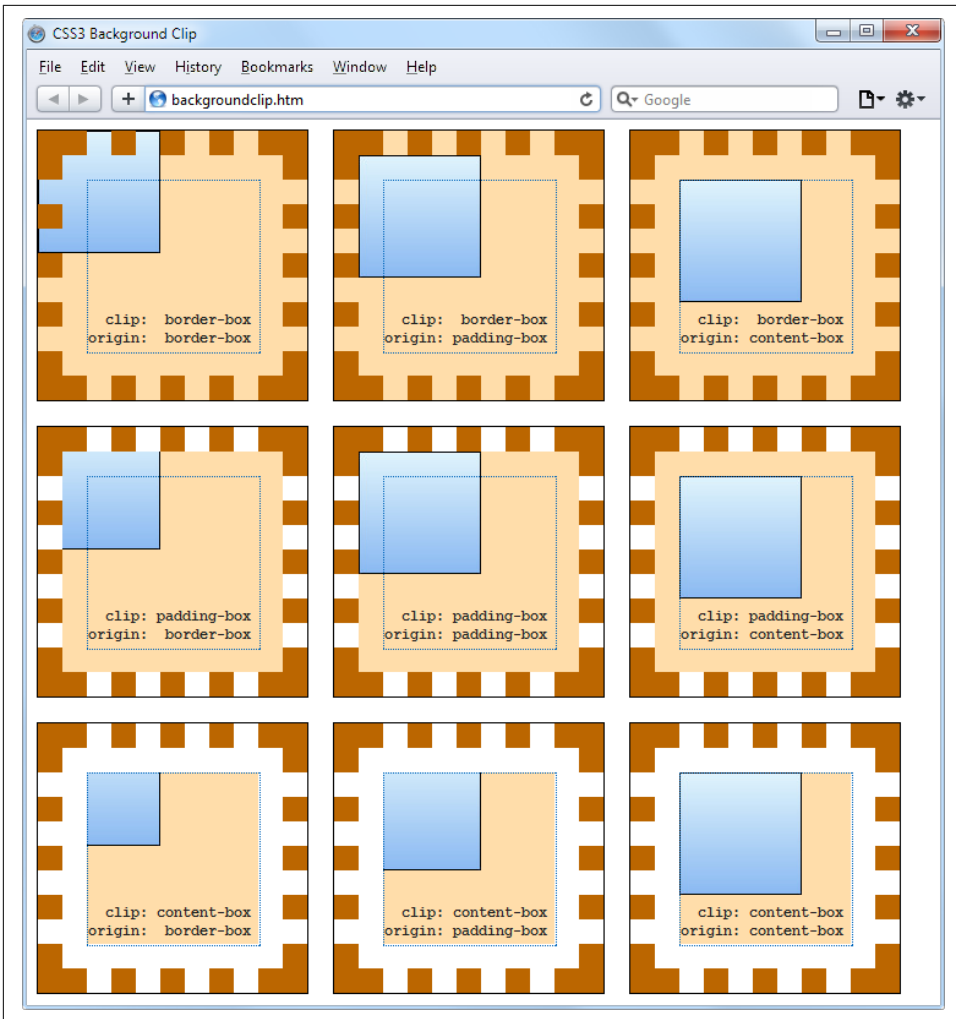 CSS3 Background Clip
File Edit View History Bookmarks Window Help
backgroundclip.htm
Google
clip: border-box
origin: border-box
clip: border-box
origin: padding-box
clip: border-box
origin: content-box
clip: padding-box
origin: border-box
clip: padding-box
origin: padding-box
clip: padding-box
origin: content-box
clip: content-box
origin: border-box
clip: content-box
origin: padding-box
clip: content-box
origin: content-box